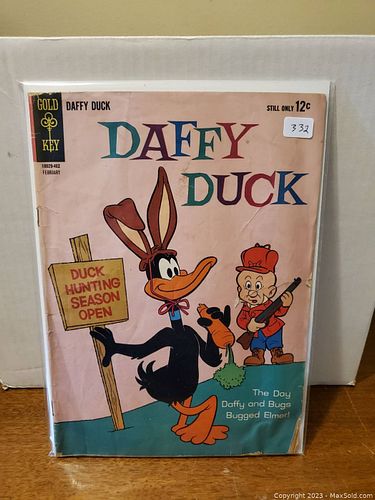 GOLD
KEY
DAFFY DUCK
STILL ONLY 12c
332
10029-402
FEBRUARY
DAFFY
DUCK
DUCK
HUNTING
SEASON
OPEN
The Day
Daffy and Bugs
Bugged Elmer!
Copyright 2023 - MaxSold.com